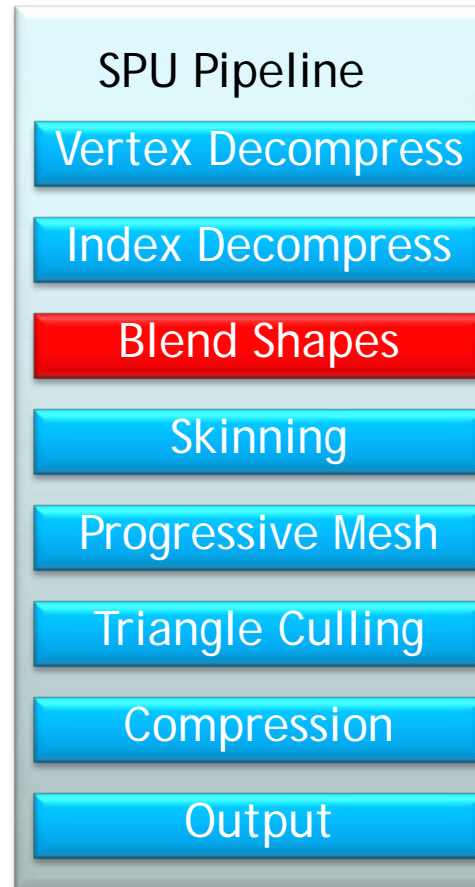 SPU Pipeline
Vertex Decompress
Index Decompress
Blend Shapes
Skinning
Progressive Mesh
Triangle Culling
Compression
Output